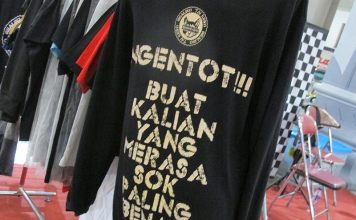 NGENTOT!!!
BUAT
KALIAN
YANG
MERASA
SOK
PALING